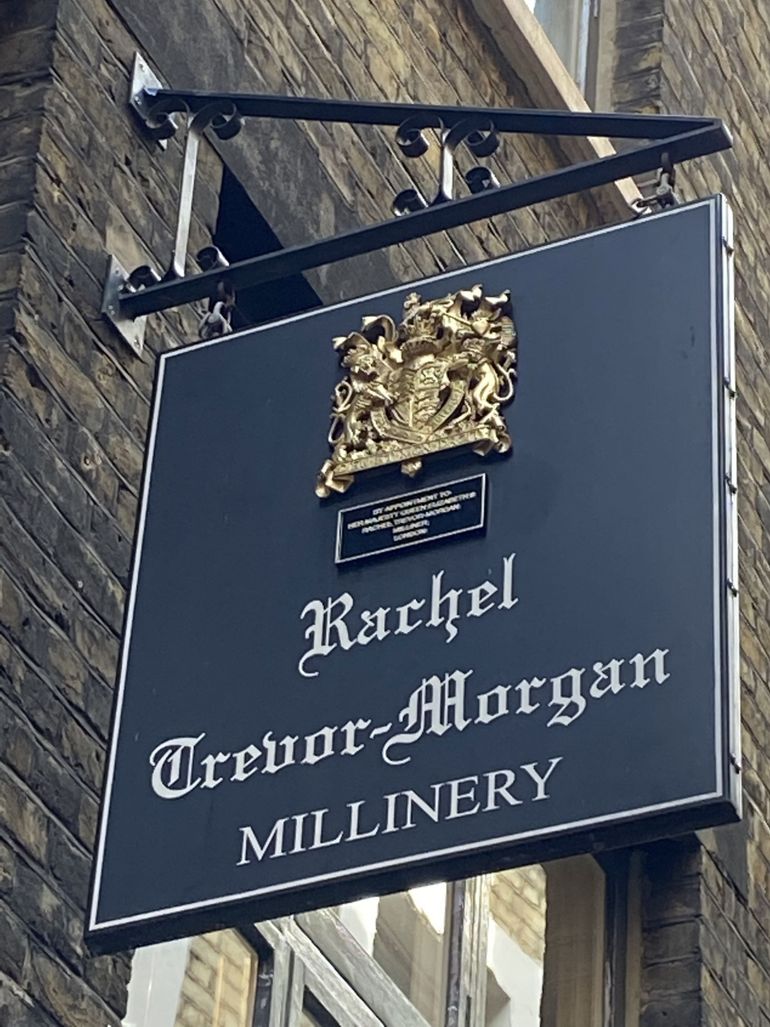 BY APPOINTMENT TO
HER MAJESTY QUEEN ELIZABETH II
RACHEL TREVOR-MORGAN
MILLINER,
LONDON
Rachel
Trevor-Morgan
MILLINERY